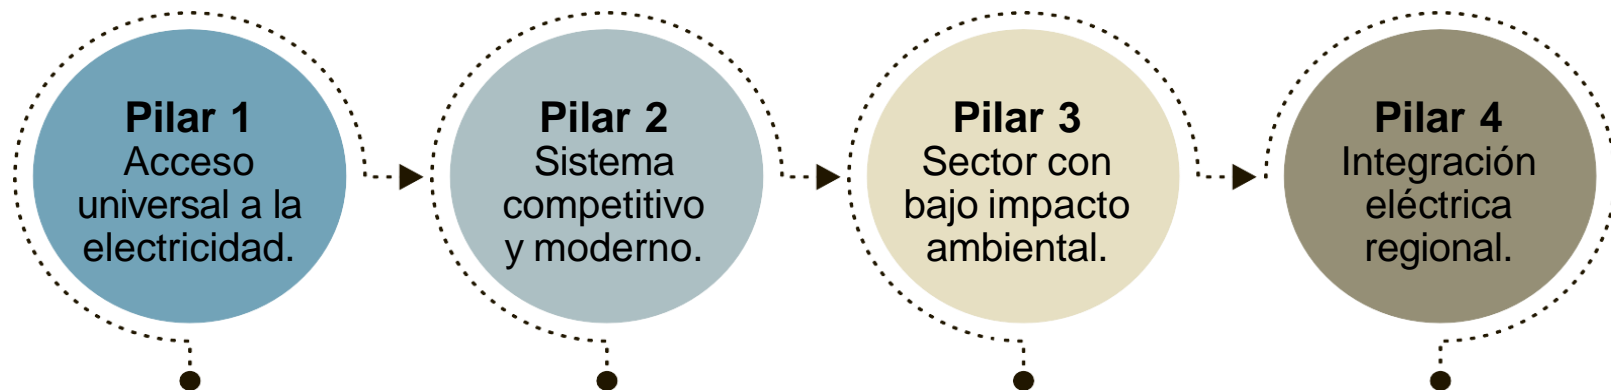 Pilar 1
Acceso
universal a la
electricidad.
Pilar 2
Sistema
competitivo
y moderno.
Pilar 3
Sector con
bajo impacto
ambiental.
Pilar 4
Integración
eléctrica
regional.